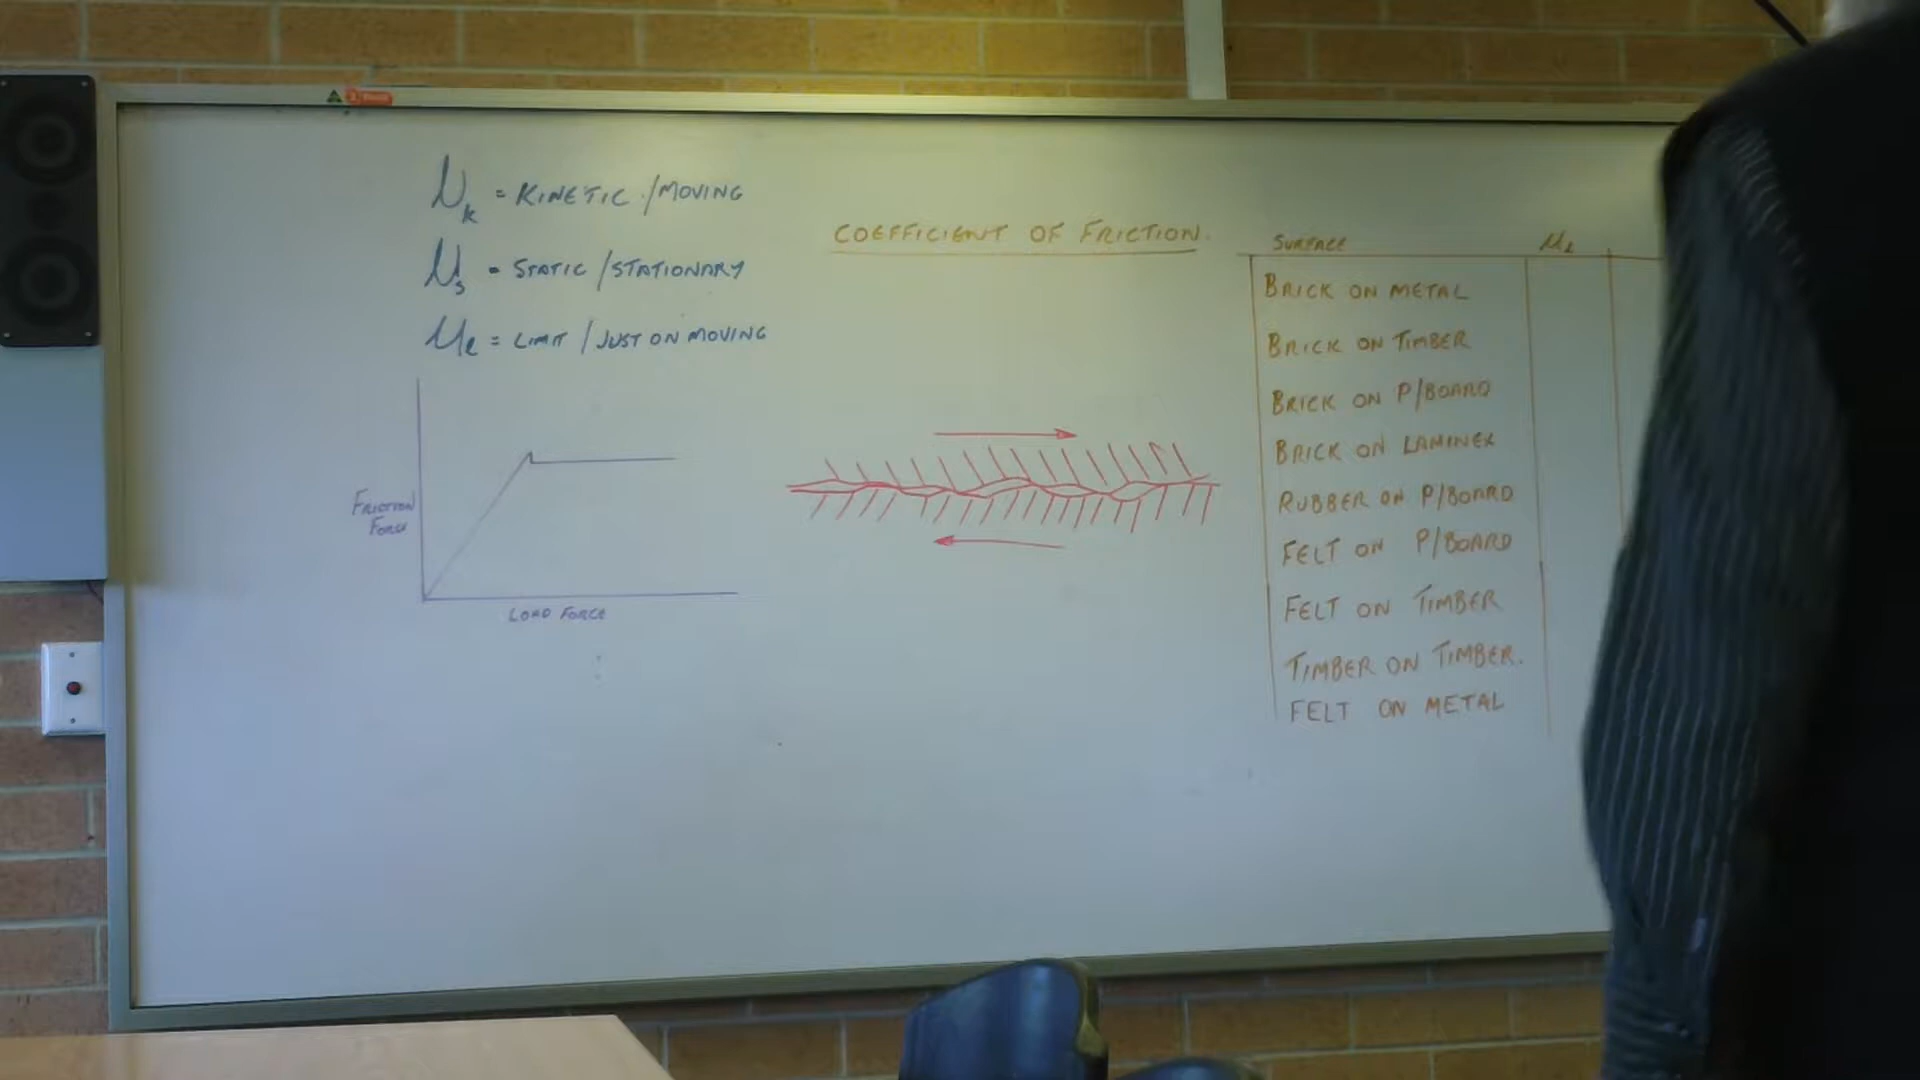 μk = KINETIC / MOVING
μs = STATIC / STATIONARY
μl = LIMIT / JUST ON MOVING
FRICTION
FORCE
LOAD FORCE
COEFFICIENT OF FRICTION.
SURFACE μl
BRICK ON METAL
BRICK ON TIMBER
BRICK ON P/BOARD
BRICK ON LAMINEX
RUBBER ON P/BOARD
FELT ON P/BOARD
FELT ON TIMBER
TIMBER ON TIMBER.
FELT ON METAL